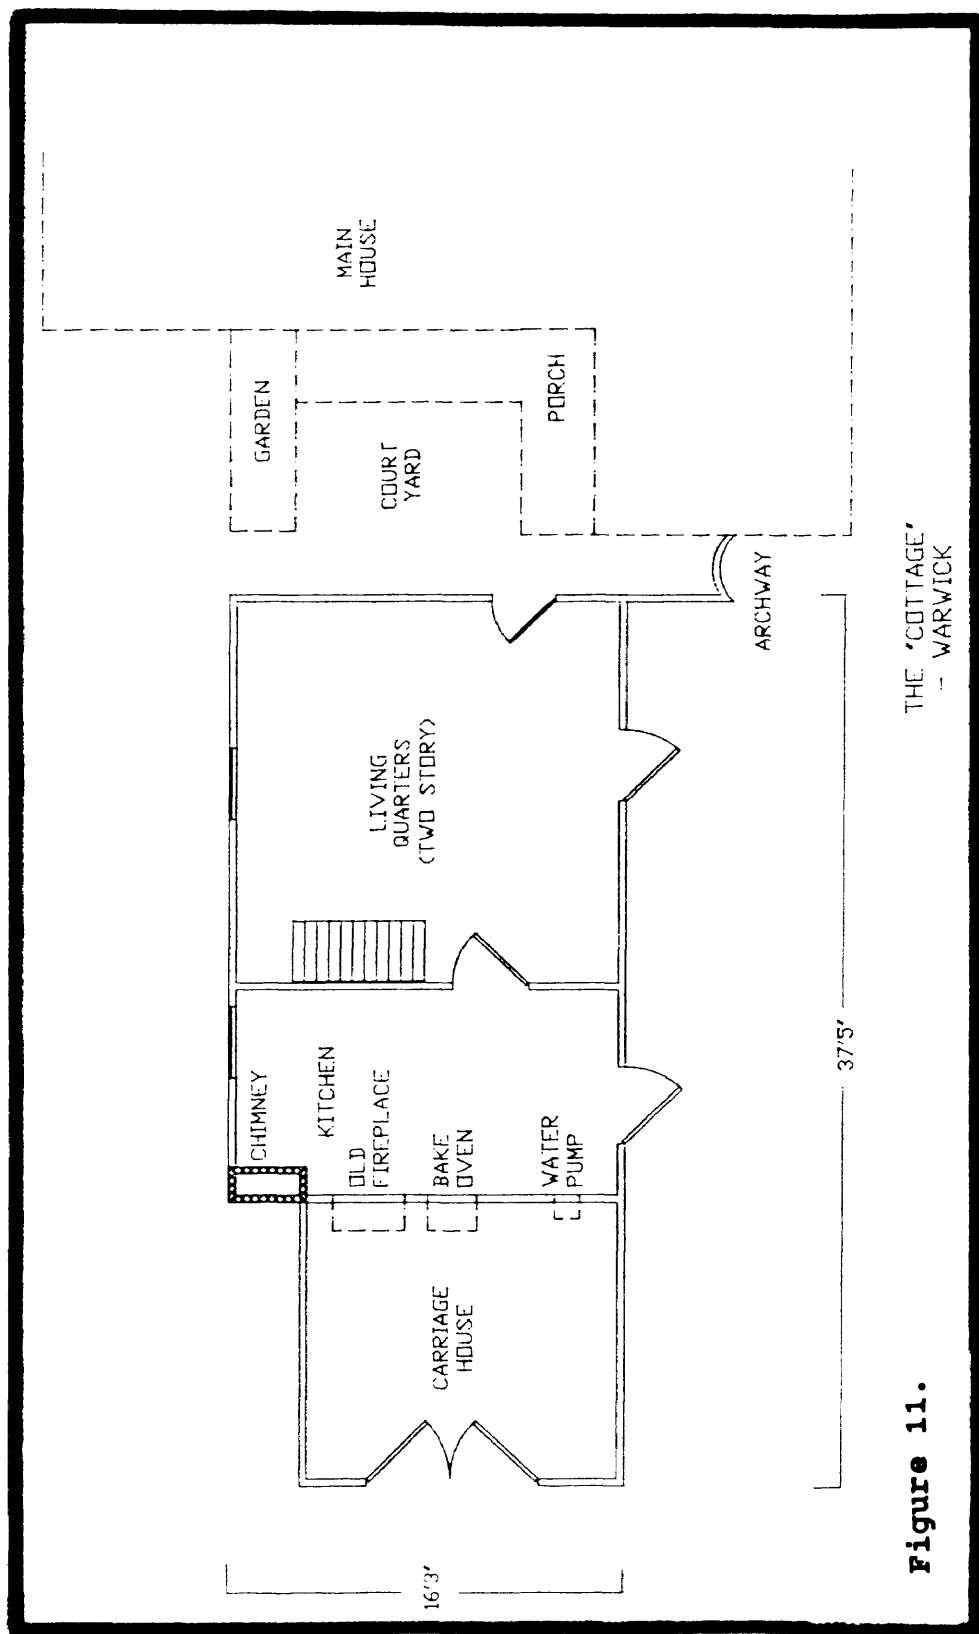 MAIN
HOUSE
GARDEN
COURT
YARD
PORCH
ARCHWAY
LIVING
QUARTERS
(TWO STORY)
CHIMNEY
KITCHEN
OLD
FIREPLACE
BAKE
OVEN
WATER
PUMP
CARRIAGE
HOUSE
16'3'
37'5'
THE 'COTTAGE'
- WARWICK
Figure 11.